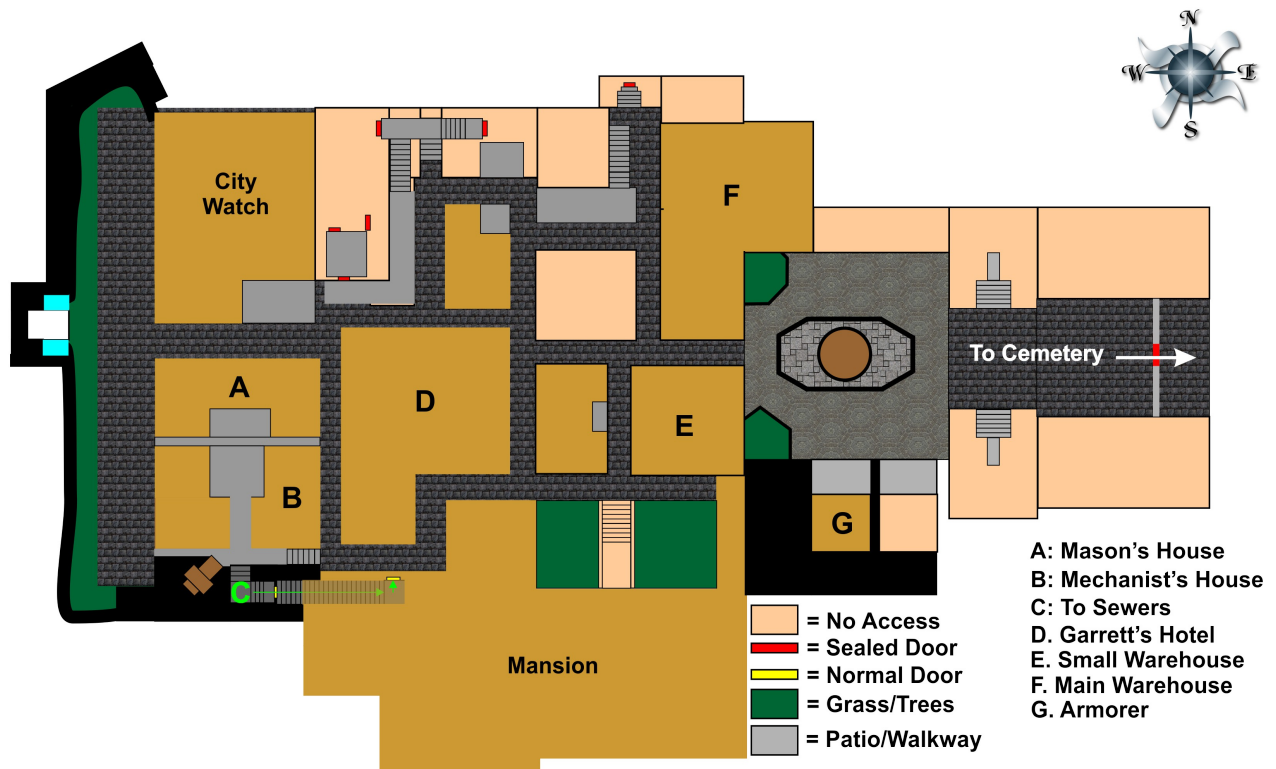 N
W E
S
City
Watch
F
To Cemetery
A
D
E
B
G
C
Mansion
= No Access
= Sealed Door
= Normal Door
= Grass/Trees
= Patio/Walkway
A: Mason's House
B: Mechanist's House
C: To Sewers
D. Garrett's Hotel
E. Small Warehouse
F. Main Warehouse
G. Armorer